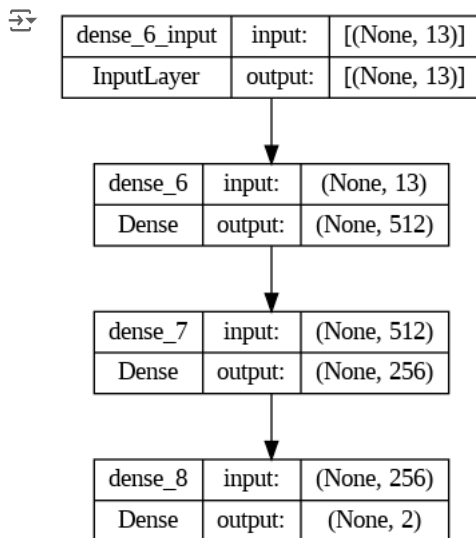 dense_6_input input: [(None, 13)]
InputLayer output: [(None, 13)]
dense_6 input: (None, 13)
Dense output: (None, 512)
dense_7 input: (None, 512)
Dense output: (None, 256)
dense_8 input: (None, 256)
Dense output: (None, 2)